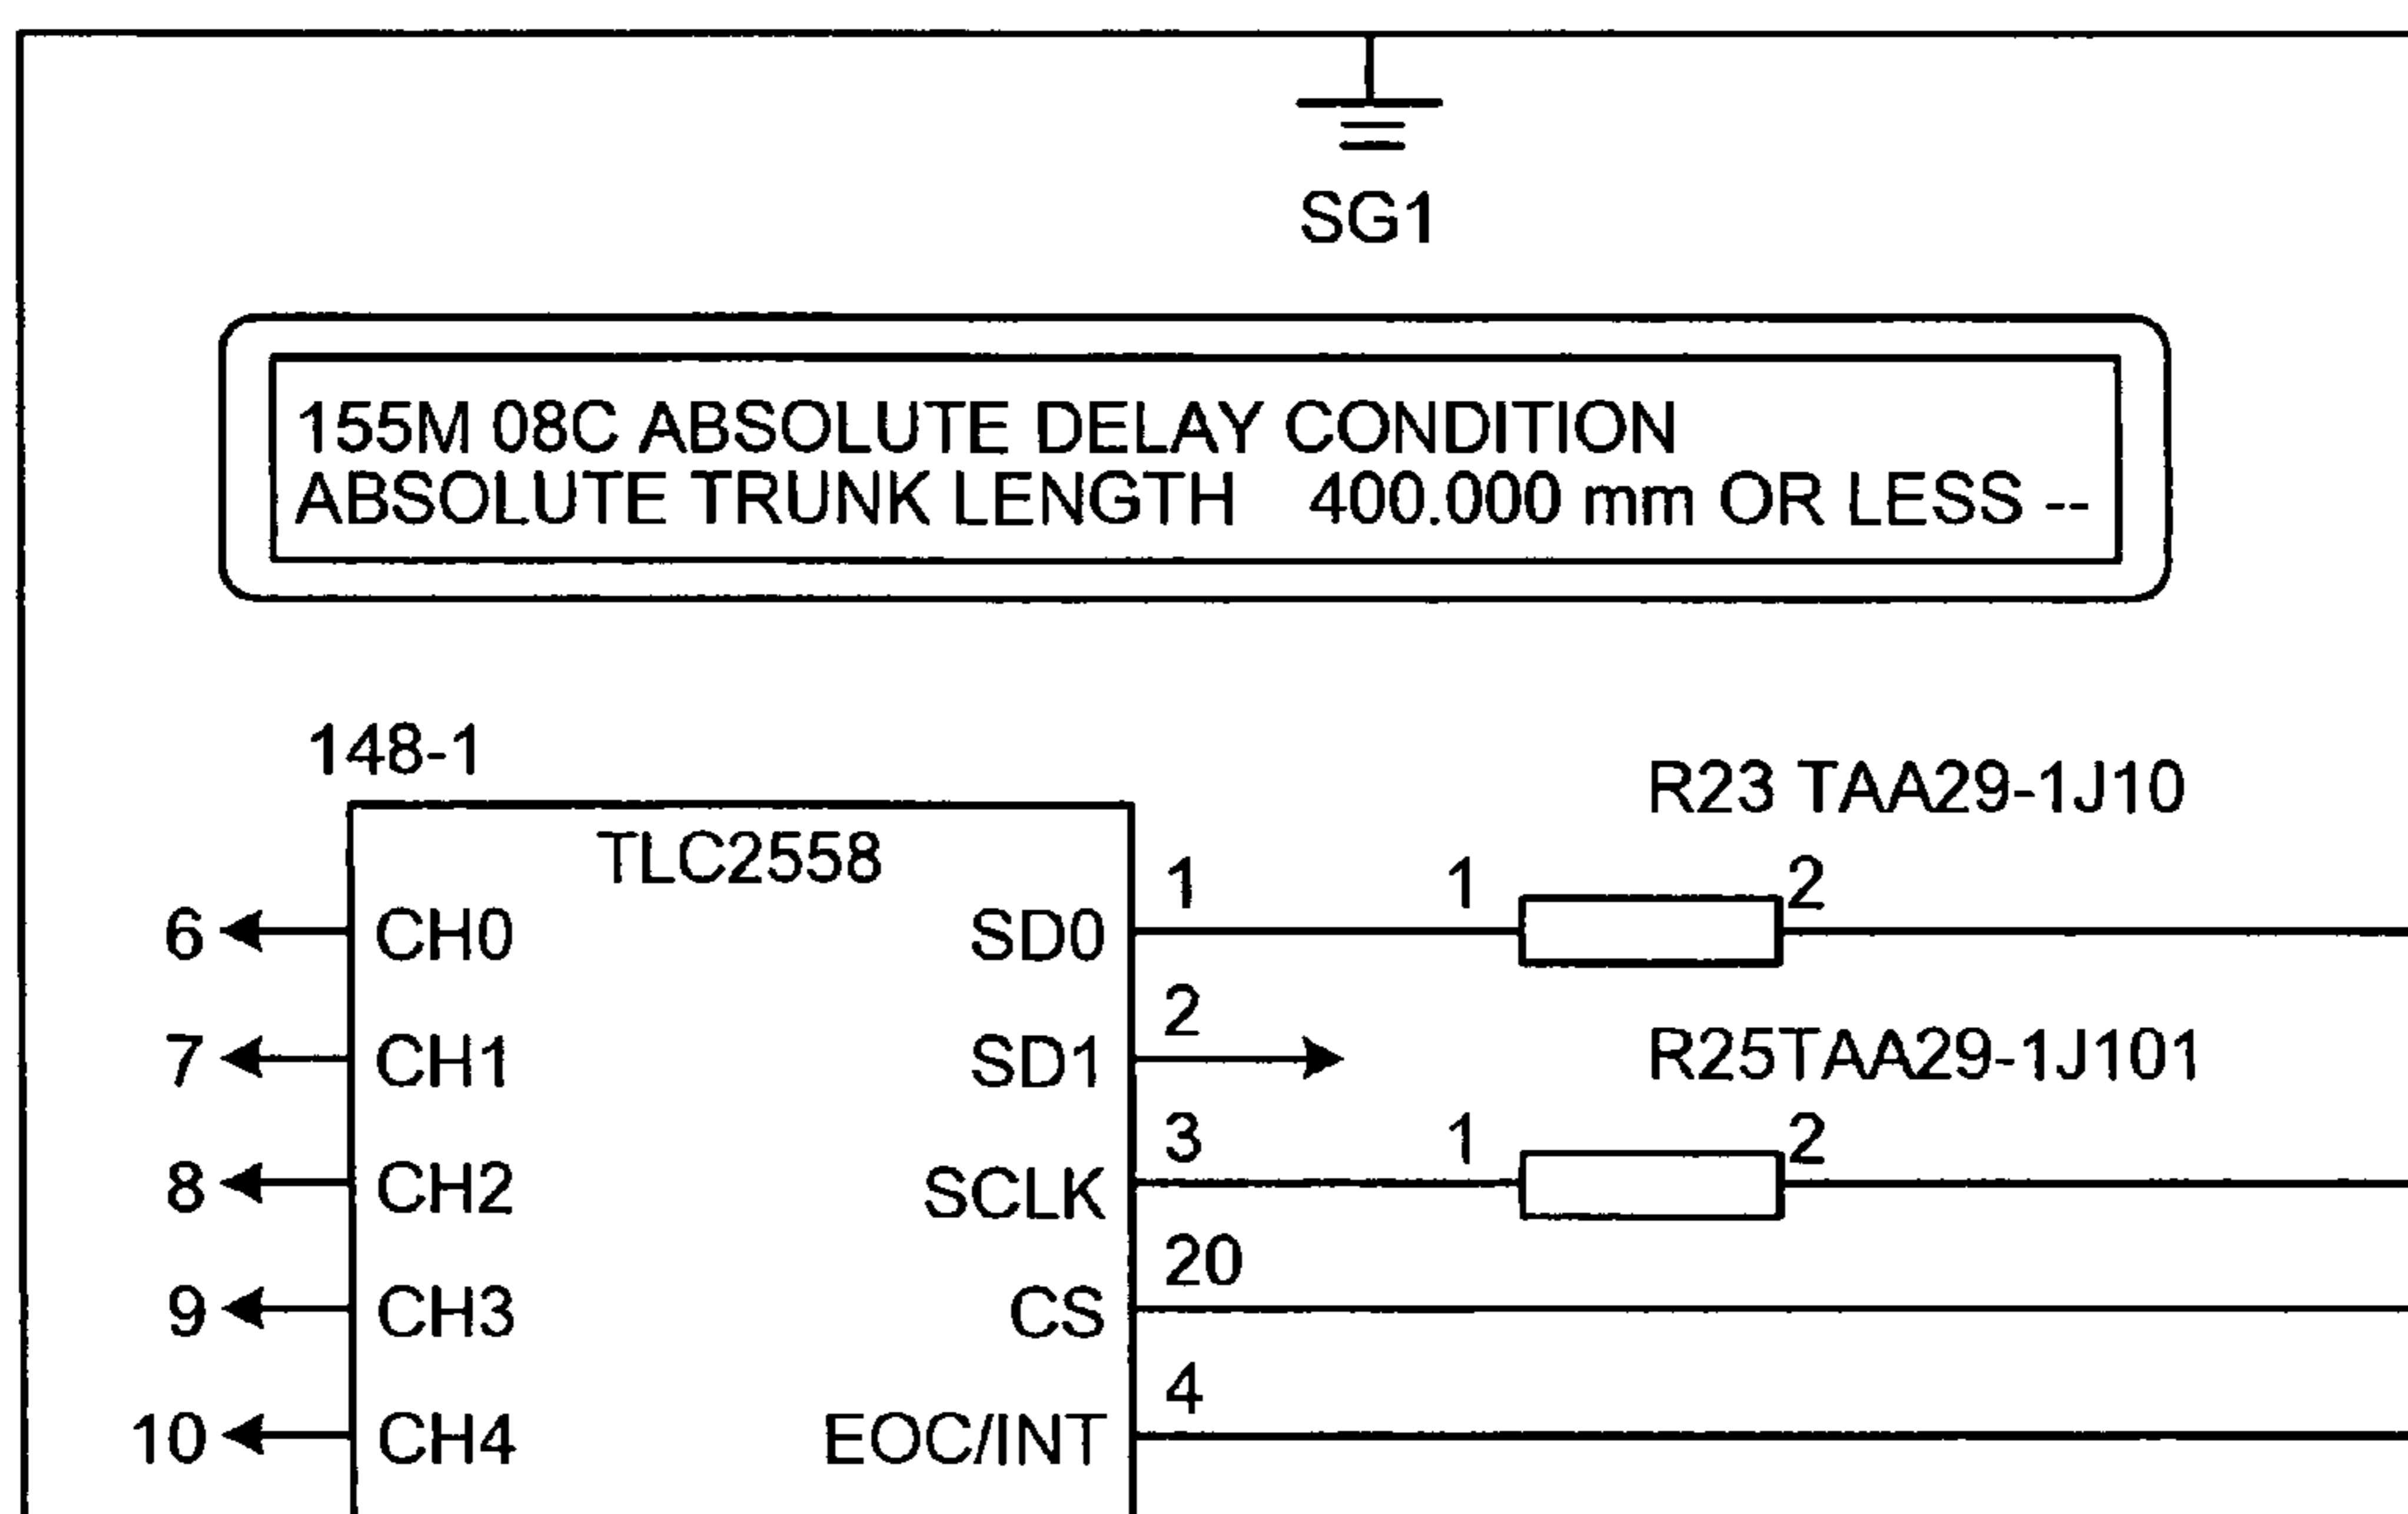 SG1
155M 08C ABSOLUTE DELAY CONDITION
ABSOLUTE TRUNK LENGTH 400.000 mm OR LESS --
148-1
R23 TAA29-1J10
TLC2558
1 1 2
6 CH0 SD0
2
R25TAA29-1J101
7 CH1 SD1
3 1 2
8 CH2 SCLK
20
9 CH3 CS
4
10 CH4 EOC/INT